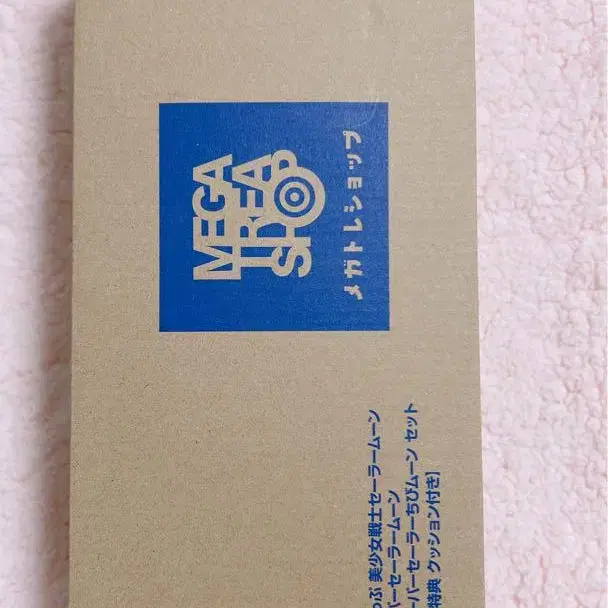 MEGA
TREA
SHOP
メガトレショップ
っぷ 美少女戦士セーラームーン
パーセーラームーン
ーパーセーラーちびムーン セット
特典 クッション付き]